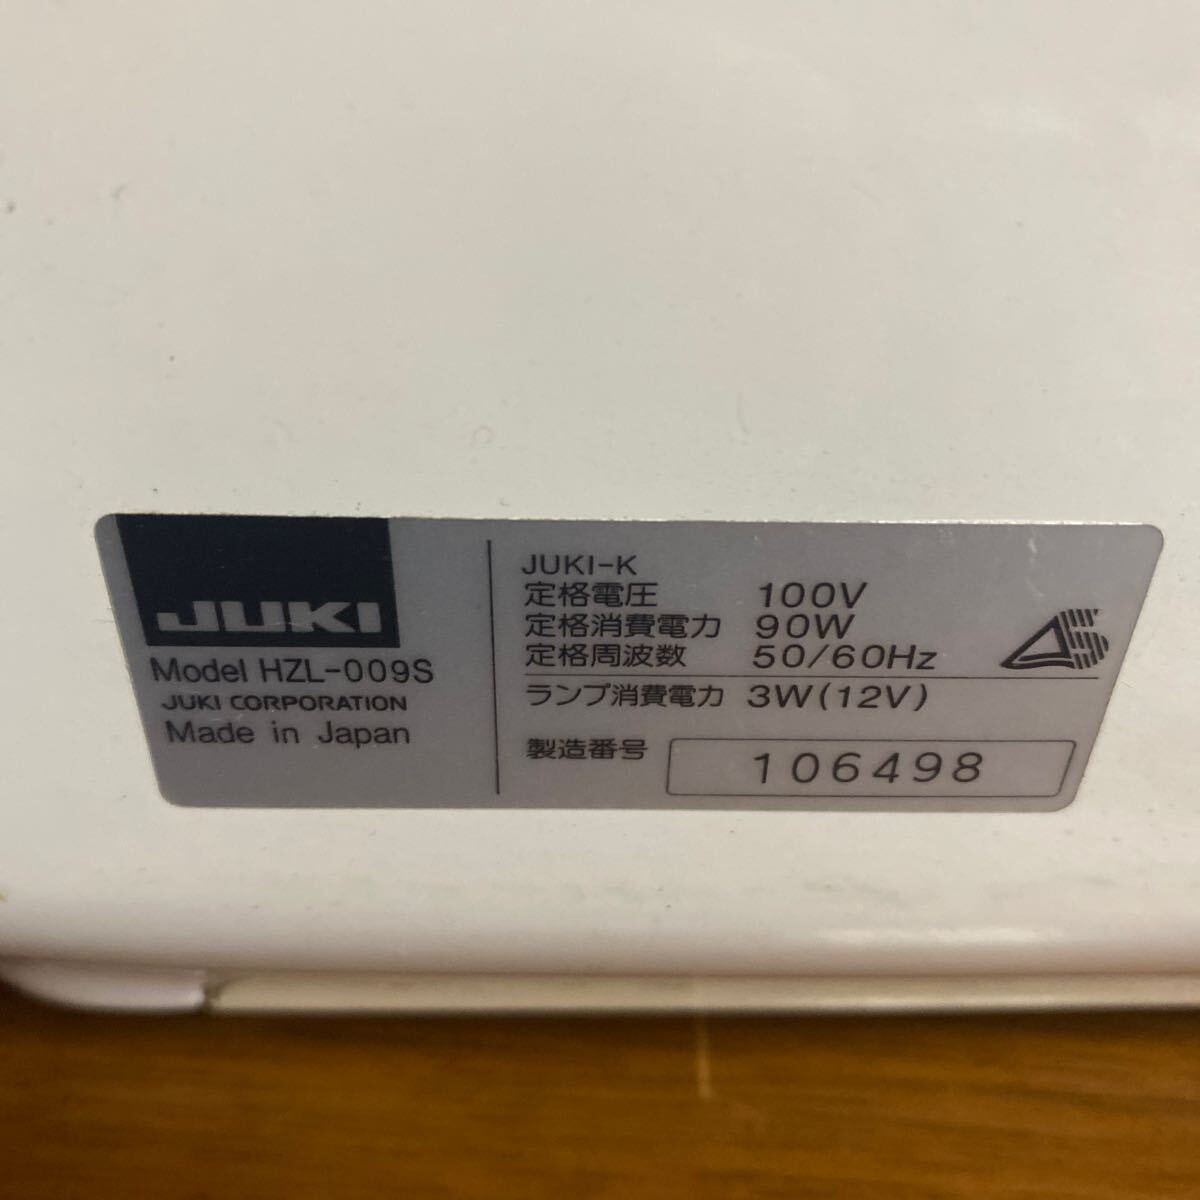 JUKI
Model HZL-009S
JUKI CORPORATION
Made in Japan
JUKI-K
定格電圧 100V
定格消費電力 90W
定格周波数 50/60Hz
ランプ消費電力 3W(12V)
製造番号 106498